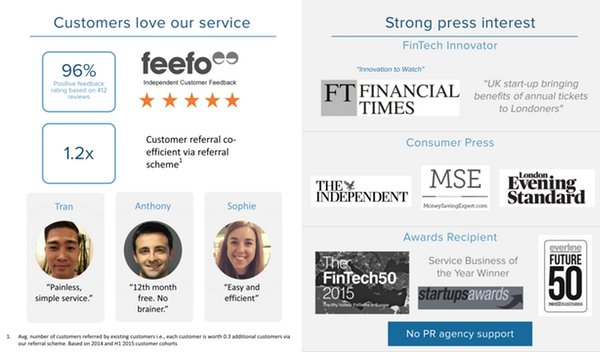 Customers love our service
96%
Positive feedback
rating based on 412
reviews
feefo
Independent Customer Feedback
1.2x
Customer referral co-
efficient via referral
scheme1
Tran
Anthony
Sophie
"Painless,
simple service."
"12th month
free. No
brainer."
"Easy and
efficient"
1. Avg. number of customers referred by existing customers i.e., each customer is worth 0.3 additional customers via
our referral scheme. Based on 2014 and H1 2015 customer cohorts
Strong press interest
FinTech Innovator
"Innovation to Watch"
FT FINANCIAL
TIMES
"UK start-up bringing
benefits of annual tickets
to Londoners"
Consumer Press
THE
INDEPENDENT
MSE
MoneySavingExpert.com
London
Evening
Standard
Awards Recipient
The
FinTech50
2015
Service Business of
the Year Winner
startupsawards
everline
FUTURE
50
realbusiness
No PR agency support